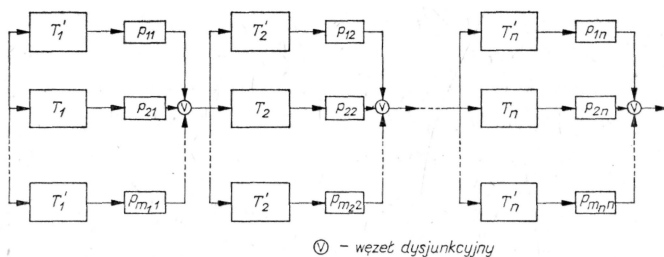 T₁' p₁₁ T₂' p₁₂ Tₙ' p₁ₙ
T₁ p₂₁ V T₂ p₂₂ V Tₙ p₂ₙ V
T₁' pₘ₁1 T₂' pₘ₂2 Tₙ' pₘₙn
V – węzeł dysjunkcyjny